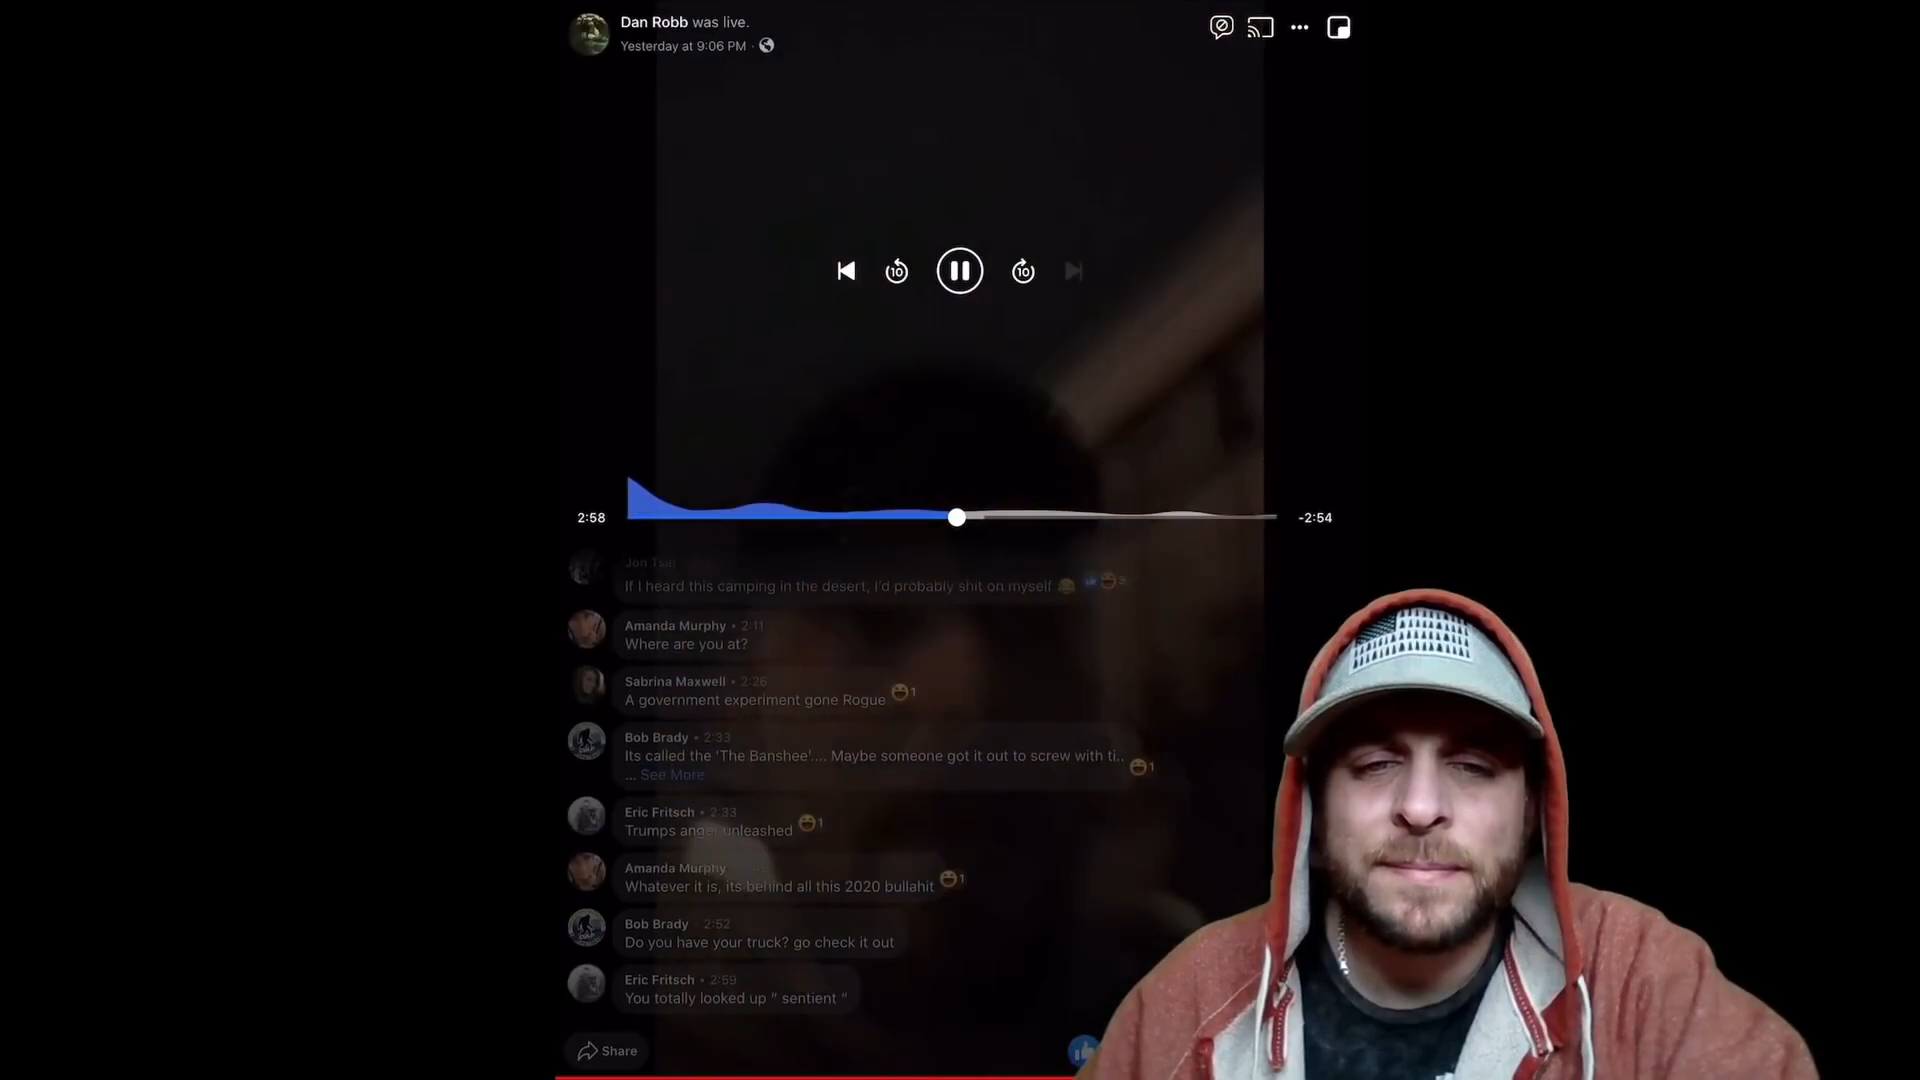 Dan Robb was live.
Yesterday at 9:06 PM ·
10
10
2:58
-2:54
If I heard this camping in the desert, I'd probably shit on myself 3
Amanda Murphy • 2:11
Where are you at?
Sabrina Maxwell • 2:26
A government experiment gone Rogue 1
Bob Brady • 2:33
Its called the 'The Banshee'.... Maybe someone got it out to screw with ti..
... See More 1
Eric Fritsch • 2:33
Trumps anger unleashed 1
Amanda Murphy
Whatever it is, its behind all this 2020 bullahit 1
Bob Brady • 2:52
Do you have your truck? go check it out
Eric Fritsch • 2:59
You totally looked up " sentient "
Share